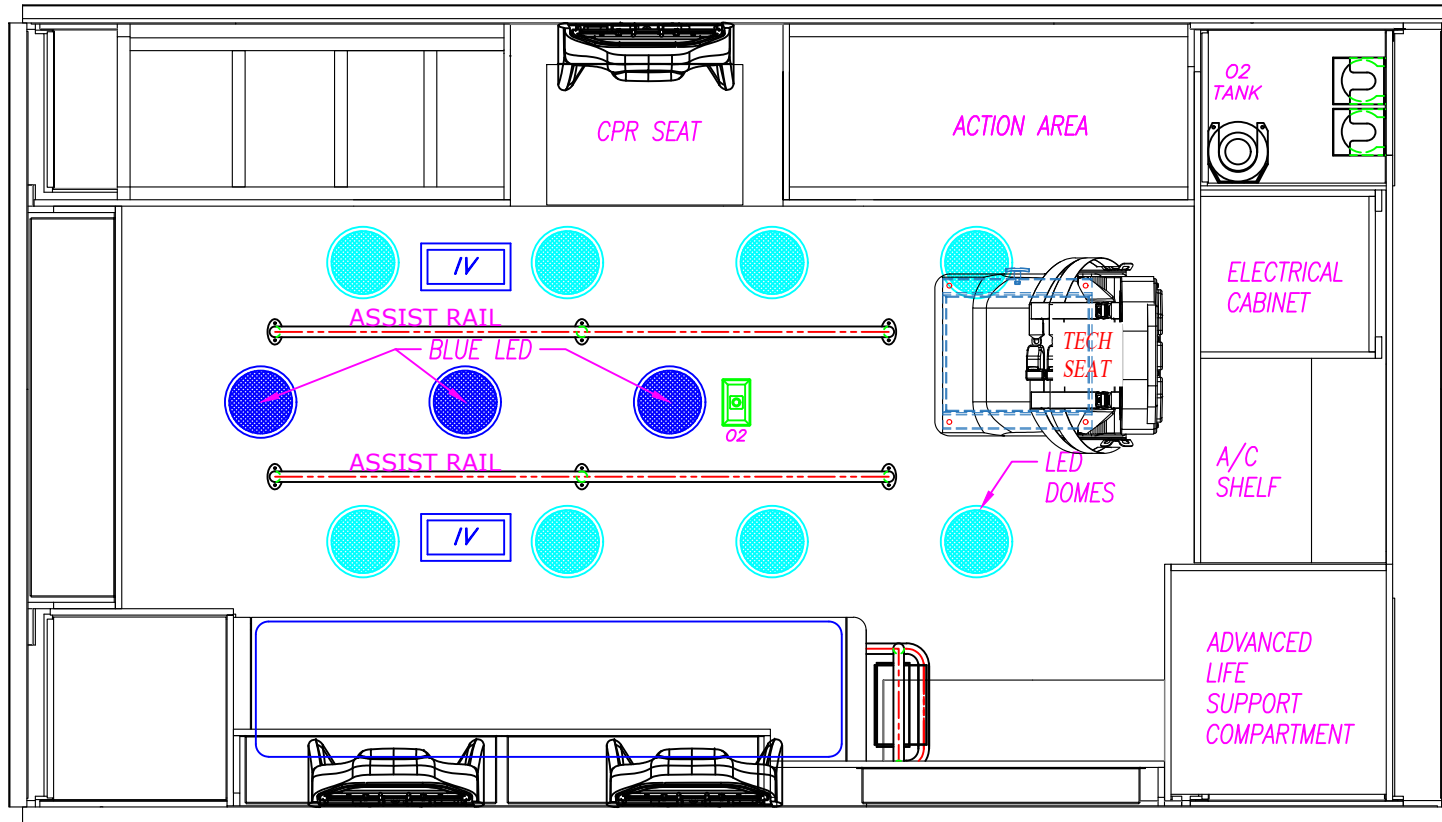 O2
TANK
CPR SEAT
ACTION AREA
IV
ELECTRICAL
CABINET
ASSIST RAIL
BLUE LED
TECH
SEAT
O2
ASSIST RAIL
LED
DOMES
A/C
SHELF
IV
ADVANCED
LIFE
SUPPORT
COMPARTMENT